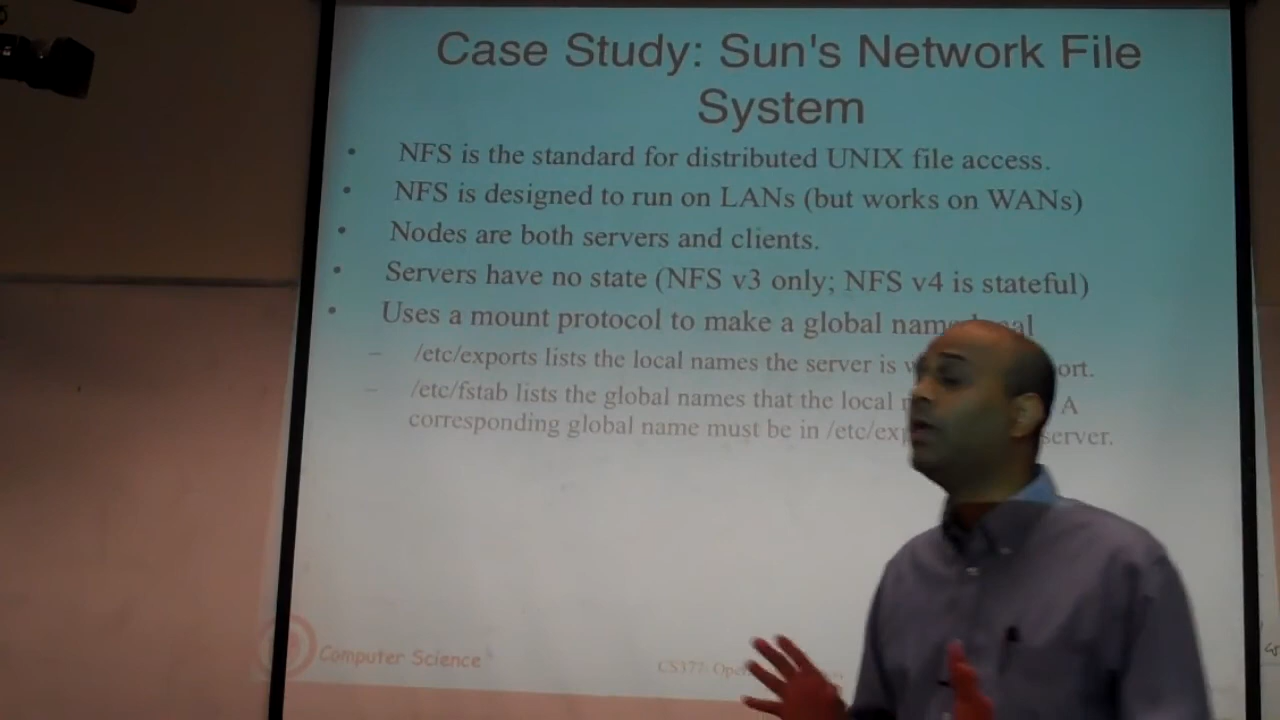 Case Study: Sun's Network File
System
• NFS is the standard for distributed UNIX file access.
• NFS is designed to run on LANs (but works on WANs)
• Nodes are both servers and clients.
• Servers have no state (NFS v3 only; NFS v4 is stateful)
• Uses a mount protocol to make a global name
– /etc/exports lists the local names the server is
– /etc/fstab lists the global names that the local A
corresponding global name must be in server.
Computer Science
CS377: